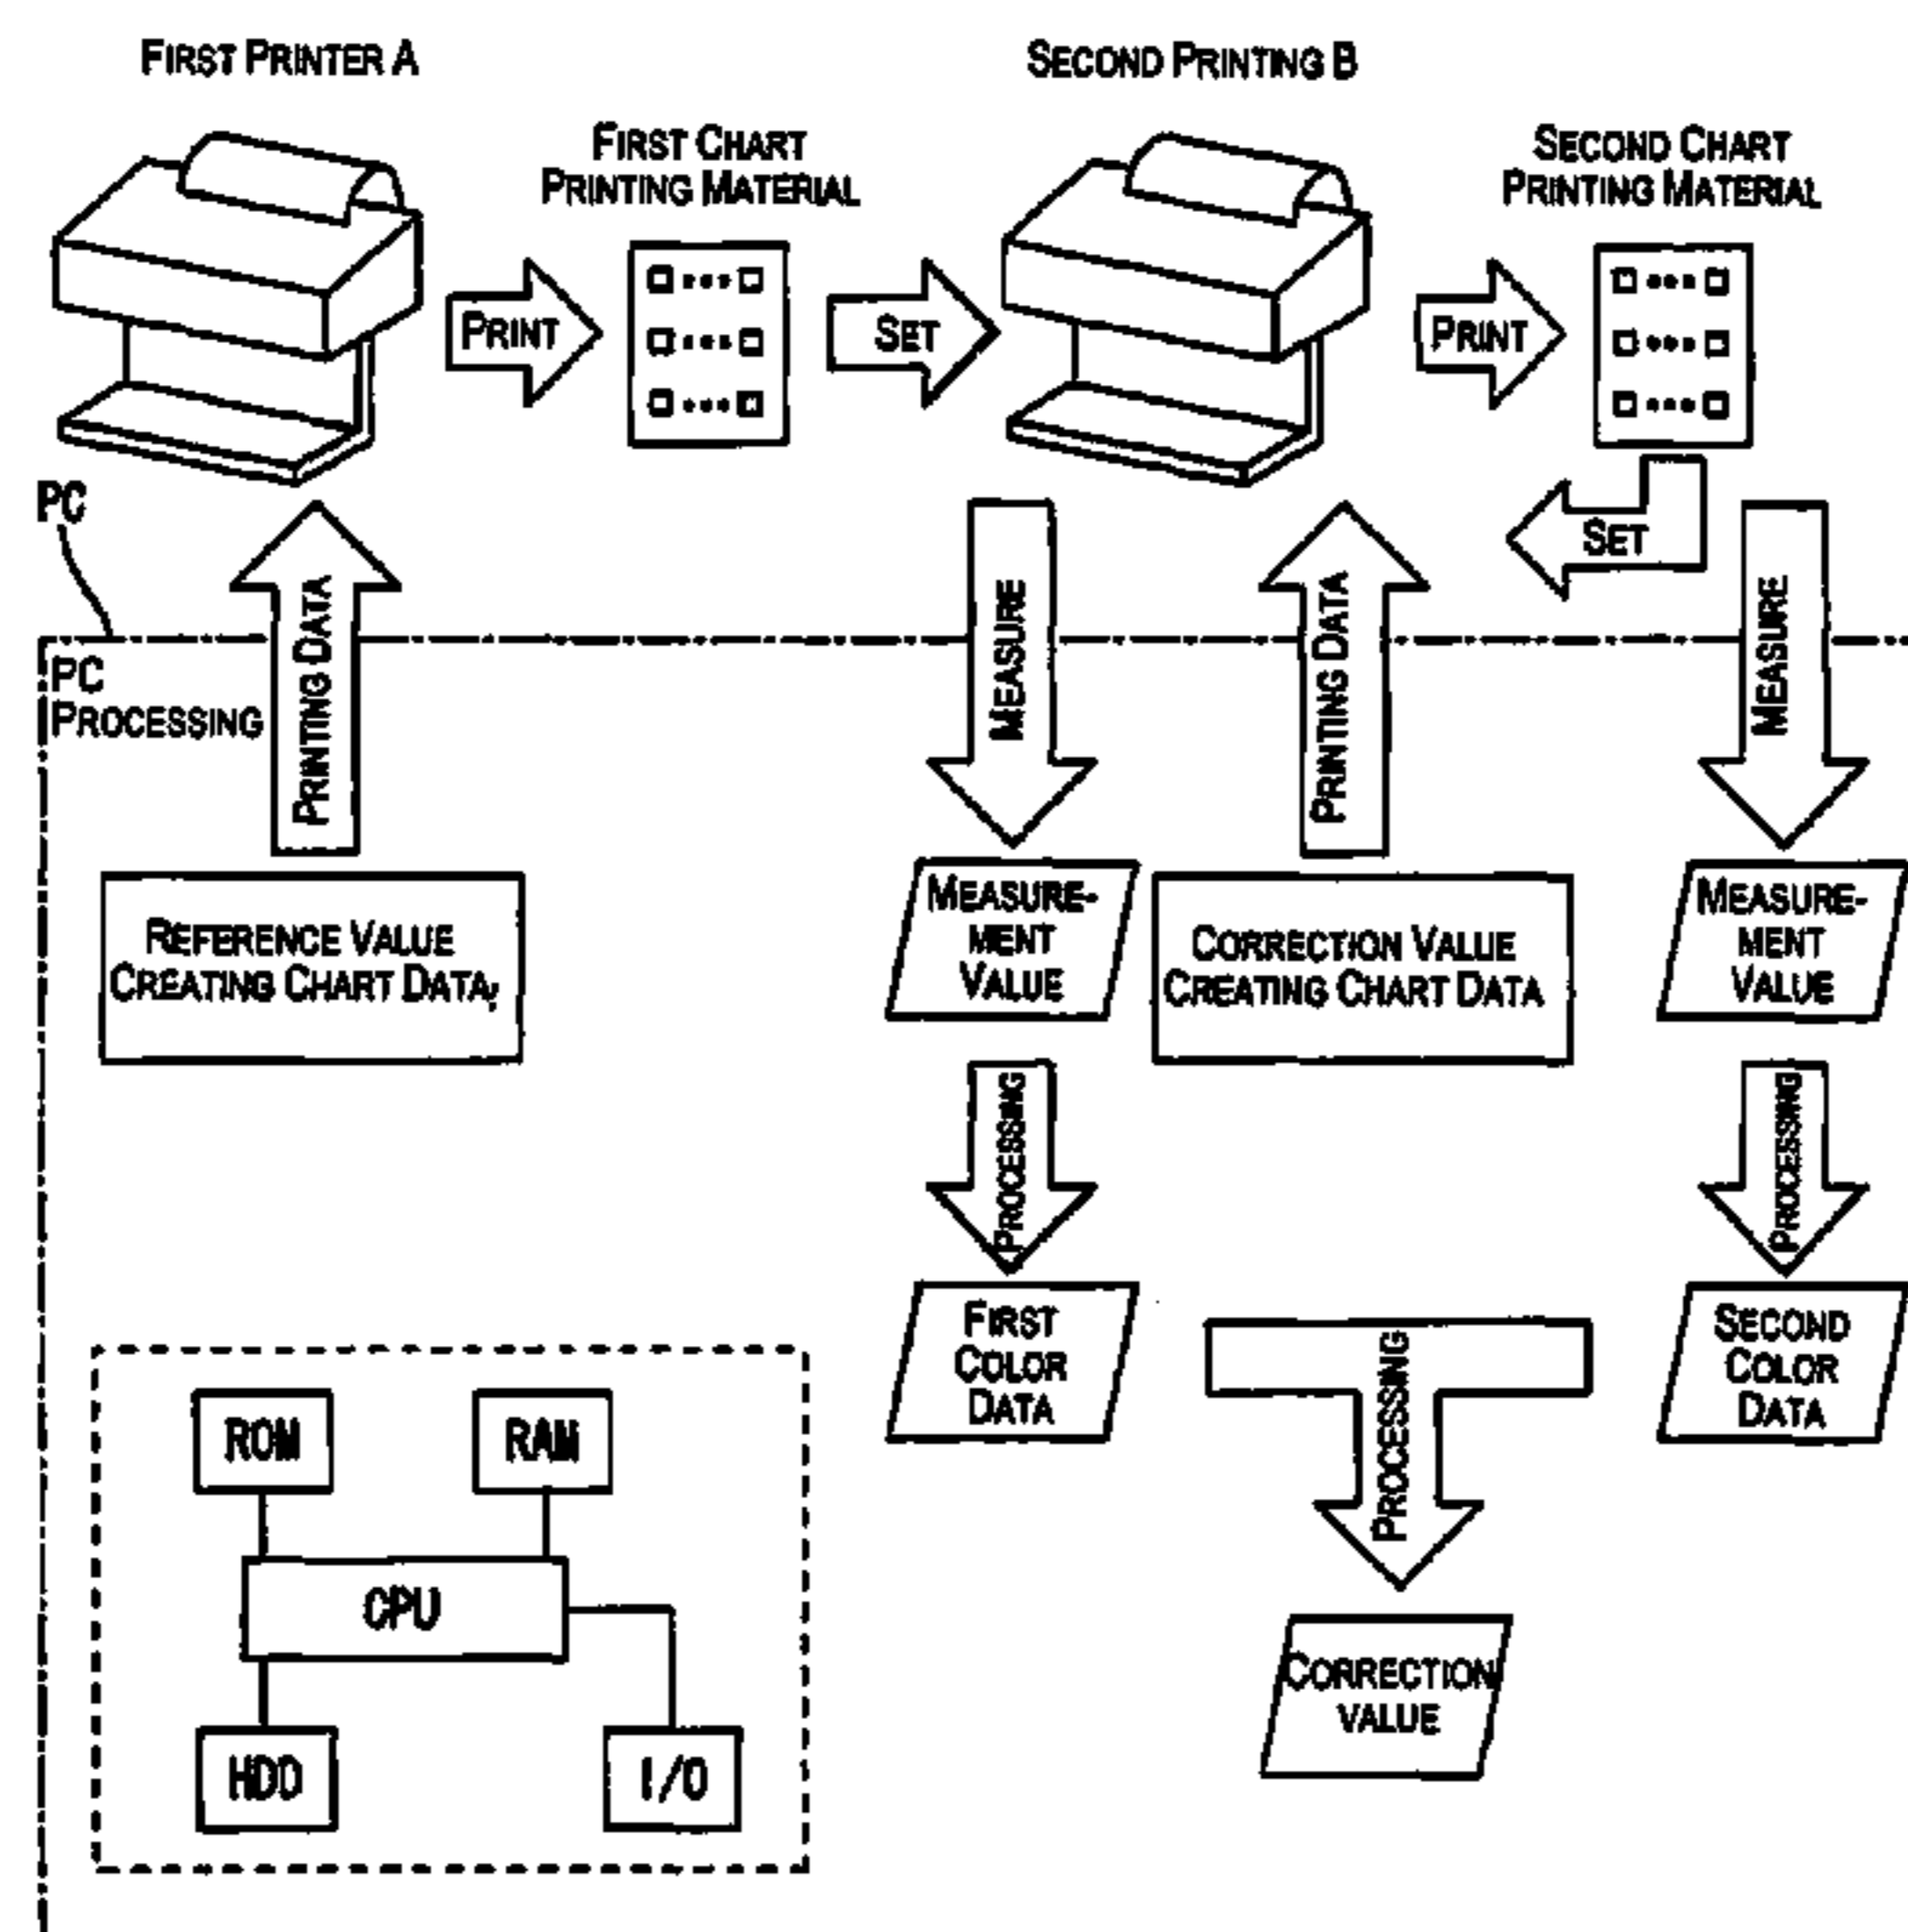 FIRST PRINTER A
SECOND PRINTING B
FIRST CHART
PRINTING MATERIAL
SECOND CHART
PRINTING MATERIAL
PRINT
SET
PRINT
SET
PC
PC
PROCESSING
PRINTING DATA
MEASURE
PRINTING DATA
MEASURE
REFERENCE VALUE
CREATING CHART DATA,
MEASURE-
MENT
VALUE
CORRECTION VALUE
CREATING CHART DATA
MEASURE-
MENT
VALUE
PROCESSING
PROCESSING
FIRST
COLOR
DATA
PROCESSING
SECOND
COLOR
DATA
ROM
RAM
CPU
HDD
I/O
CORRECTION
VALUE